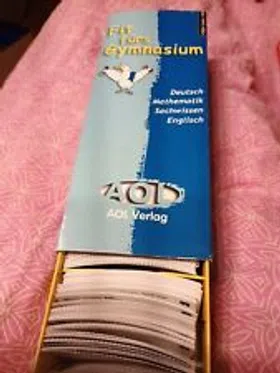 Fit fürs
Gymnasium
Deutsch
Mathematik
Sachwissen
Englisch
AOL
AOL Verlag